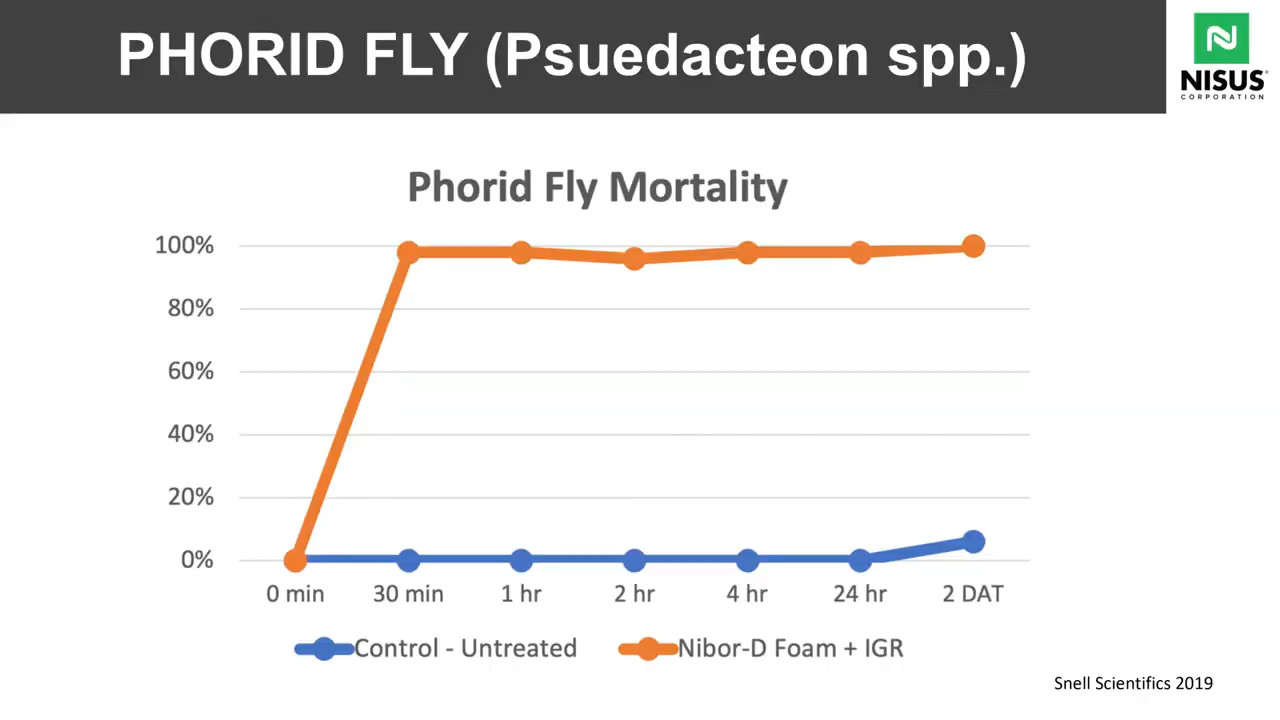 PHORID FLY (Psuedacteon spp.)
NISUS
CORPORATION
Phorid Fly Mortality
100%
80%
60%
40%
20%
0%
0 min 30 min 1 hr 2 hr 4 hr 24 hr 2 DAT
Control - Untreated Nibor-D Foam + IGR
Snell Scientifics 2019